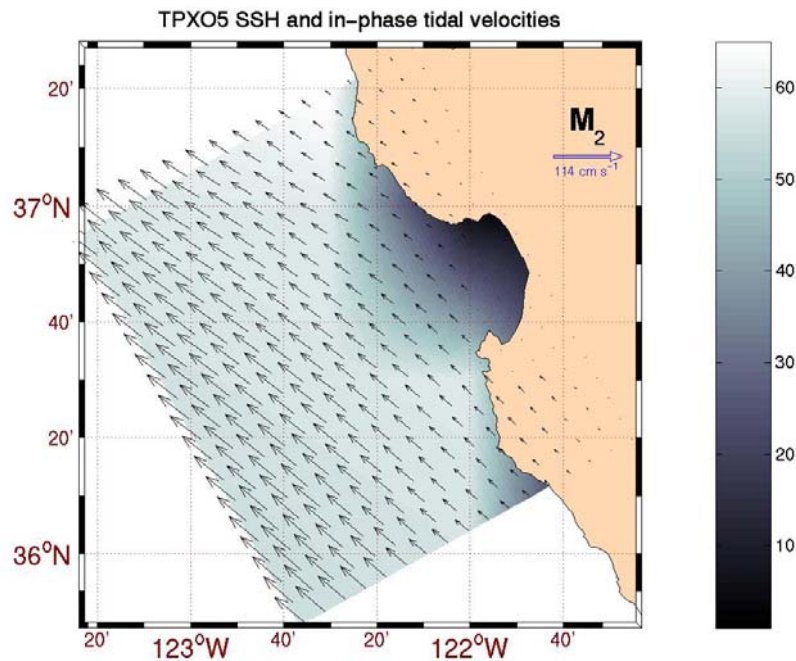 TPXO5 SSH and in-phase tidal velocities
M₂
114 cm s⁻¹
20'
37°N
40'
20'
36°N
20'
123°W
40'
20'
122°W
40'
60
50
40
30
20
10